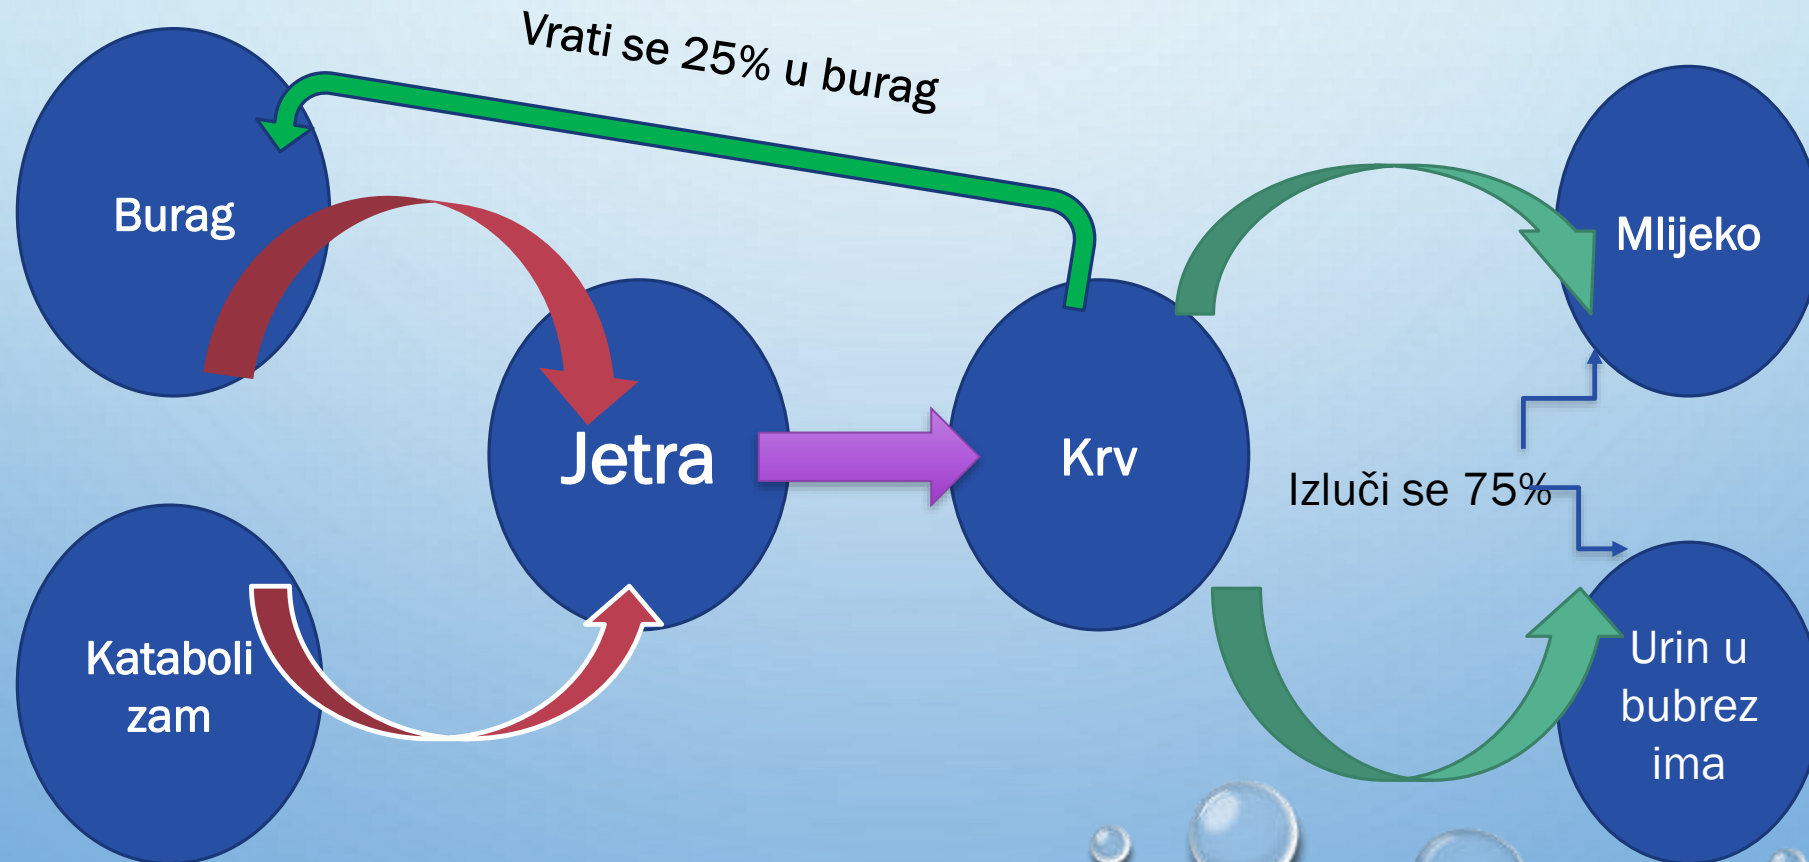 Vrati se 25% u burag
Burag
Mlijeko
Jetra
Krv
Izluči se 75%
Kataboli
zam
Urin u
bubrez
ima